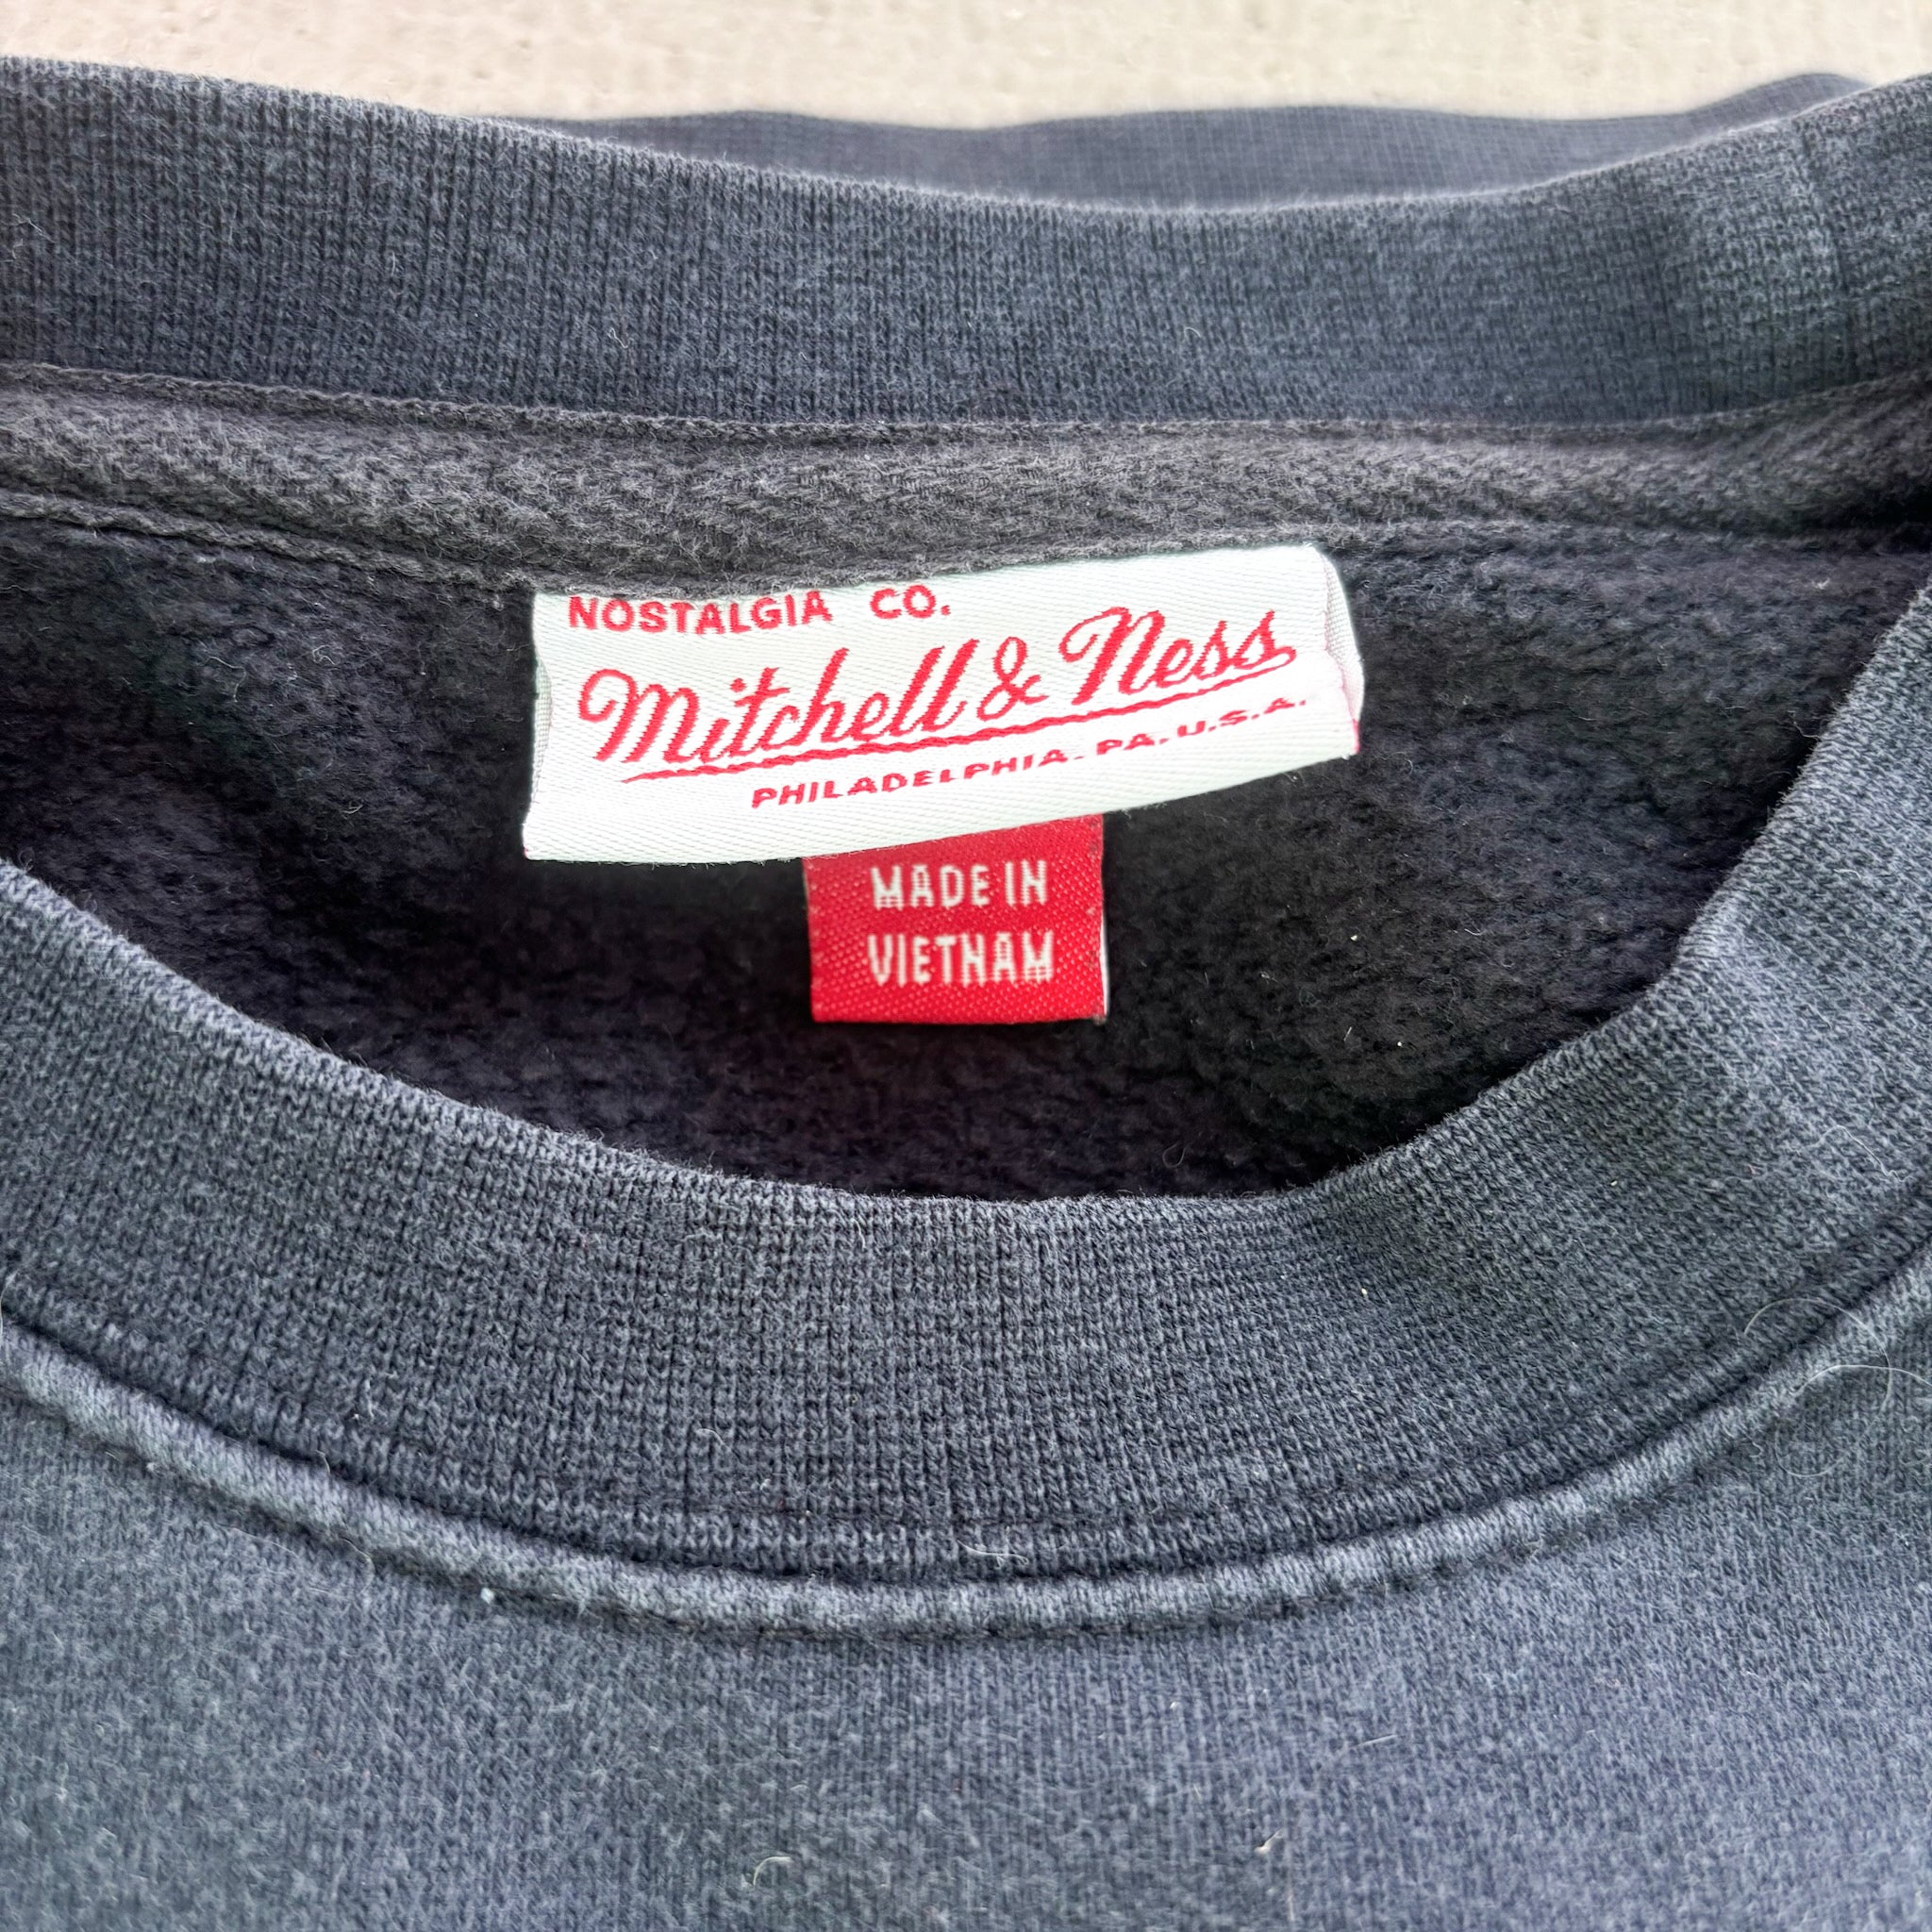 NOSTALGIA CO.
Mitchell & Ness
PHILADELPHIA. PA. U.S.A.
MADE IN
VIETNAM